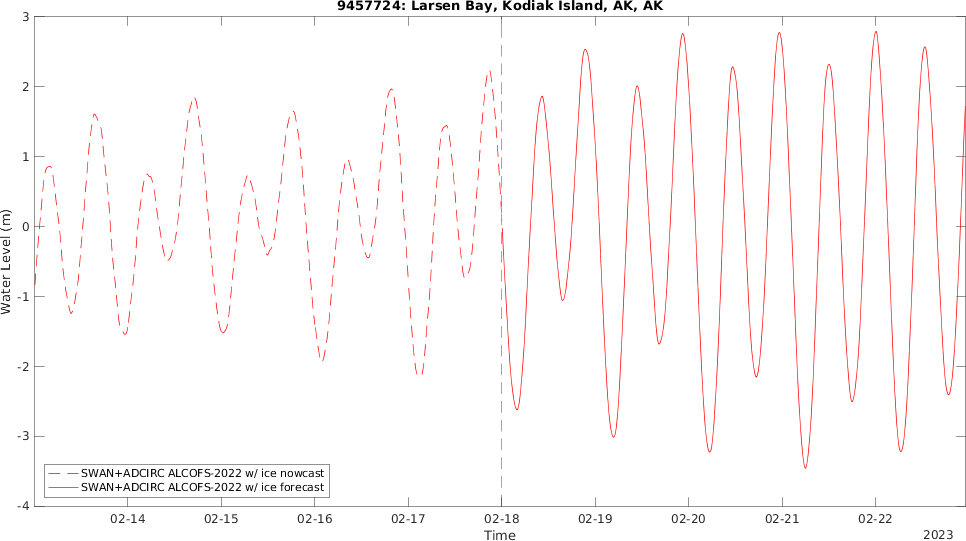 9457724: Larsen Bay, Kodiak Island, AK, AK
3
2
1
0
-1
-2
-3
-4
Water Level (m)
SWAN+ADCIRC ALCOFS-2022 w/ ice nowcast
SWAN+ADCIRC ALCOFS-2022 w/ ice forecast
02-14 02-15 02-16 02-17 02-18 02-19 02-20 02-21 02-22
Time
2023